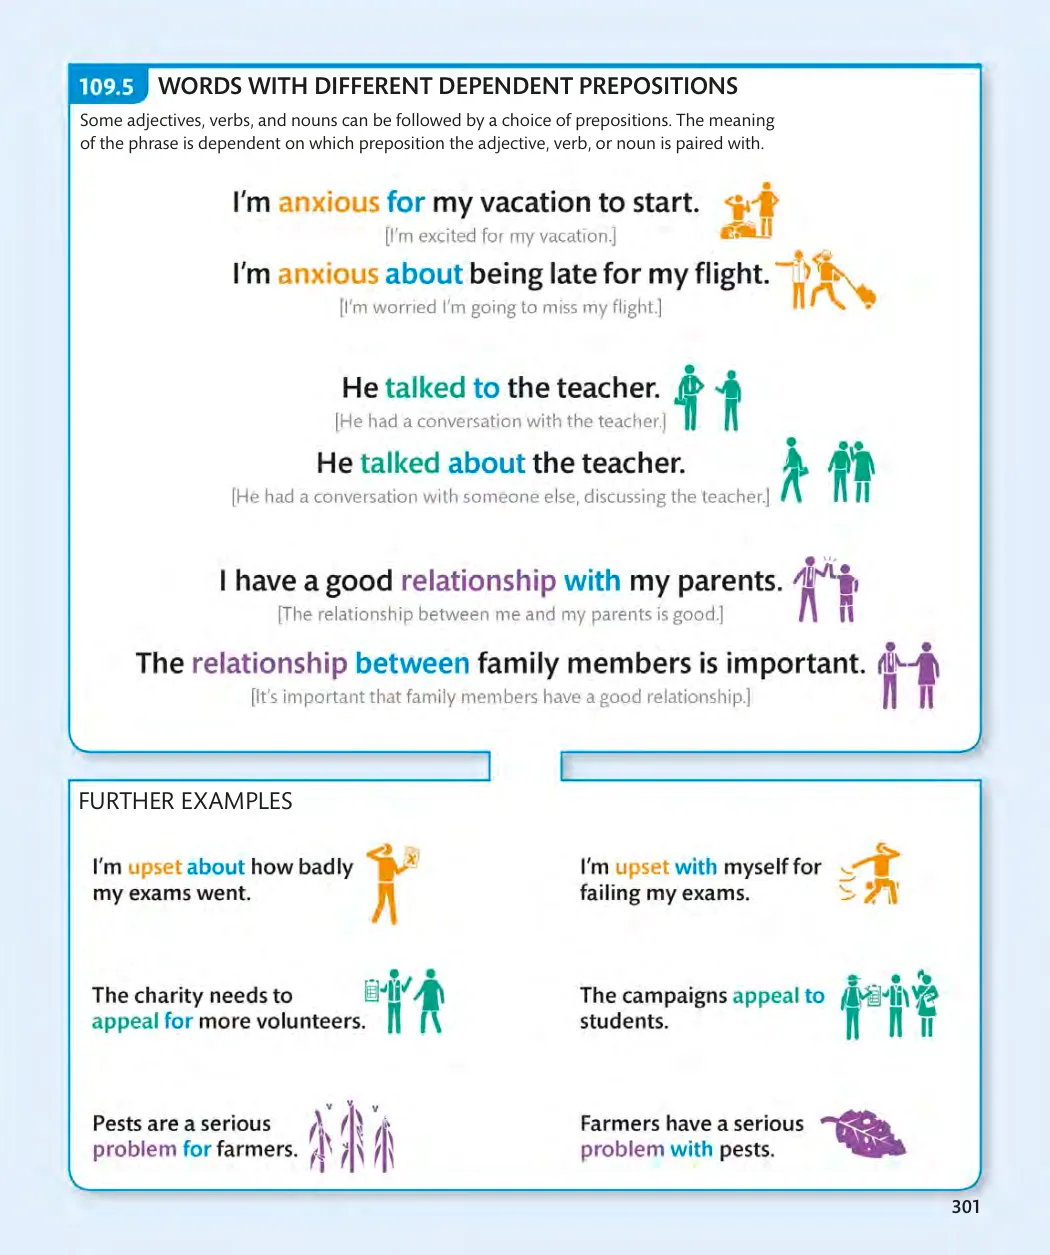 109.5 WORDS WITH DIFFERENT DEPENDENT PREPOSITIONS
Some adjectives, verbs, and nouns can be followed by a choice of prepositions. The meaning
of the phrase is dependent on which preposition the adjective, verb, or noun is paired with.
I'm anxious for my vacation to start.
[I'm excited for my vacation.]
I'm anxious about being late for my flight.
[I'm worried I'm going to miss my flight.]
He talked to the teacher.
[He had a conversation with the teacher.]
He talked about the teacher.
[He had a conversation with someone else, discussing the teacher.]
I have a good relationship with my parents.
[The relationship between me and my parents is good.]
The relationship between family members is important.
[It's important that family members have a good relationship.]
FURTHER EXAMPLES
I'm upset about how badly
my exams went.
I'm upset with myself for
failing my exams.
The charity needs to
appeal for more volunteers.
The campaigns appeal to
students.
Pests are a serious
problem for farmers.
Farmers have a serious
problem with pests.
301